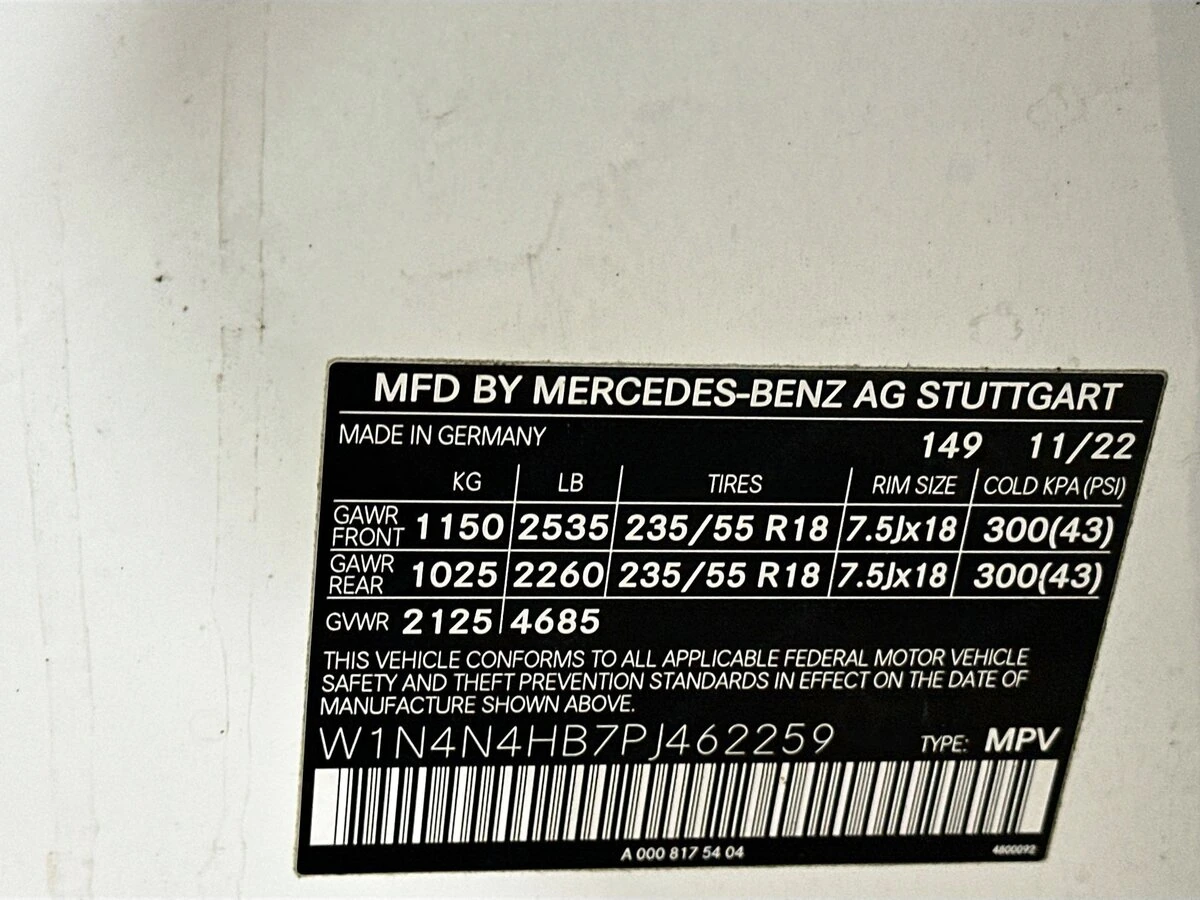 MFD BY MERCEDES-BENZ AG STUTTGART
MADE IN GERMANY 149 11/22
KG LB TIRES RIM SIZE COLD KPA (PSI)
GAWR FRONT 1150 2535 235/55 R18 7.5Jx18 300(43)
GAWR REAR 1025 2260 235/55 R18 7.5Jx18 300(43)
GVWR 2125 4685
THIS VEHICLE CONFORMS TO ALL APPLICABLE FEDERAL MOTOR VEHICLE
SAFETY AND THEFT PREVENTION STANDARDS IN EFFECT ON THE DATE OF
MANUFACTURE SHOWN ABOVE.
W1N4N4HB7PJ462259 TYPE: MPV
A 000 817 54 04 4800092